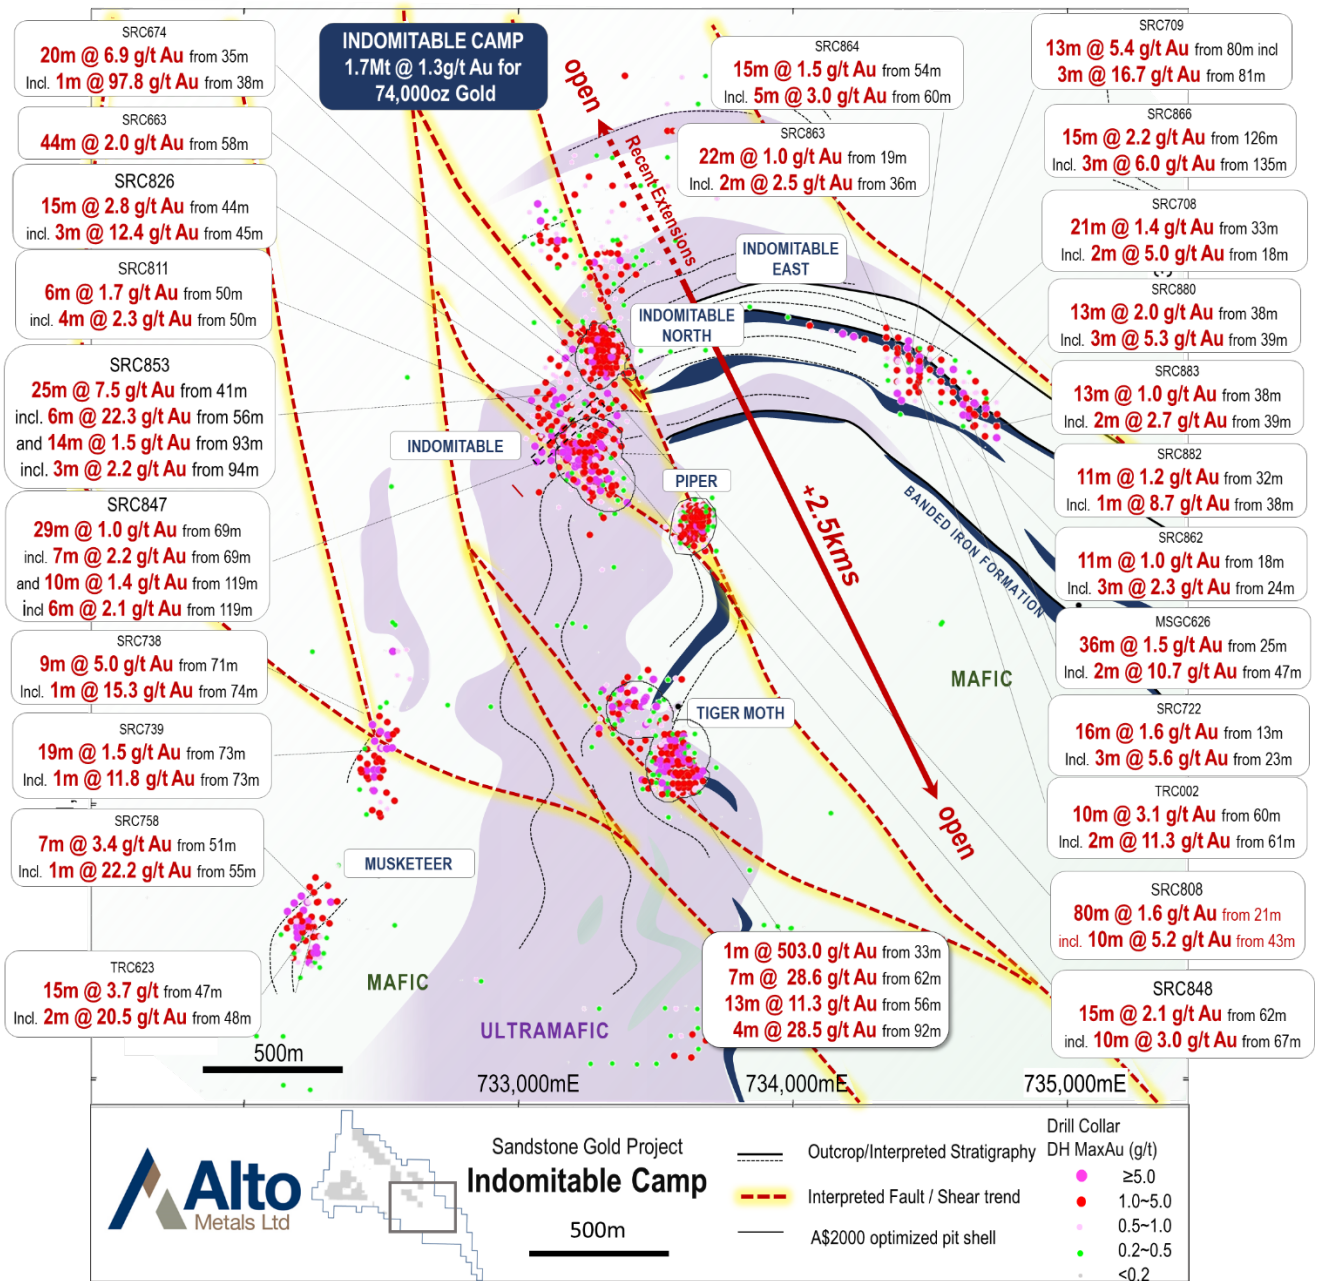 SRC674
20m @ 6.9 g/t Au from 35m
Incl. 1m @ 97.8 g/t Au from 38m
SRC663
44m @ 2.0 g/t Au from 58m
SRC826
15m @ 2.8 g/t Au from 44m
incl. 3m @ 12.4 g/t Au from 45m
SRC811
6m @ 1.7 g/t Au from 50m
incl. 4m @ 2.3 g/t Au from 50m
SRC853
25m @ 7.5 g/t Au from 41m
incl. 6m @ 22.3 g/t Au from 56m
and 14m @ 1.5 g/t Au from 93m
incl. 3m @ 2.2 g/t Au from 94m
SRC847
29m @ 1.0 g/t Au from 69m
incl. 7m @ 2.2 g/t Au from 69m
and 10m @ 1.4 g/t Au from 119m
incl 6m @ 2.1 g/t Au from 119m
SRC738
9m @ 5.0 g/t Au from 71m
Incl. 1m @ 15.3 g/t Au from 74m
SRC739
19m @ 1.5 g/t Au from 73m
Incl. 1m @ 11.8 g/t Au from 73m
SRC758
7m @ 3.4 g/t Au from 51m
Incl. 1m @ 22.2 g/t Au from 55m
TRC623
15m @ 3.7 g/t from 47m
Incl. 2m @ 20.5 g/t Au from 48m
INDOMITABLE CAMP
1.7Mt @ 1.3g/t Au for
74,000oz Gold
open
Recent Extensions
+2.5kms
open
SRC864
15m @ 1.5 g/t Au from 54m
Incl. 5m @ 3.0 g/t Au from 60m
SRC863
22m @ 1.0 g/t Au from 19m
Incl. 2m @ 2.5 g/t Au from 36m
INDOMITABLE
EAST
INDOMITABLE
NORTH
INDOMITABLE
PIPER
TIGER MOTH
MUSKETEER
BANDED IRON FORMATION
MAFIC
MAFIC
ULTRAMAFIC
1m @ 503.0 g/t Au from 33m
7m @ 28.6 g/t Au from 62m
13m @ 11.3 g/t Au from 56m
4m @ 28.5 g/t Au from 92m
SRC709
13m @ 5.4 g/t Au from 80m incl
3m @ 16.7 g/t Au from 81m
SRC866
15m @ 2.2 g/t Au from 126m
Incl. 3m @ 6.0 g/t Au from 135m
SRC708
21m @ 1.4 g/t Au from 33m
Incl. 2m @ 5.0 g/t Au from 18m
SRC880
13m @ 2.0 g/t Au from 38m
Incl. 3m @ 5.3 g/t Au from 39m
SRC883
13m @ 1.0 g/t Au from 38m
Incl. 2m @ 2.7 g/t Au from 39m
SRC882
11m @ 1.2 g/t Au from 32m
Incl. 1m @ 8.7 g/t Au from 38m
SRC862
11m @ 1.0 g/t Au from 18m
Incl. 3m @ 2.3 g/t Au from 24m
MSGC626
36m @ 1.5 g/t Au from 25m
Incl. 2m @ 10.7 g/t Au from 47m
SRC722
16m @ 1.6 g/t Au from 13m
Incl. 3m @ 5.6 g/t Au from 23m
TRC002
10m @ 3.1 g/t Au from 60m
Incl. 2m @ 11.3 g/t Au from 61m
SRC808
80m @ 1.6 g/t Au from 21m
incl. 10m @ 5.2 g/t Au from 43m
SRC848
15m @ 2.1 g/t Au from 62m
incl. 10m @ 3.0 g/t Au from 67m
500m
733,000mE
734,000mE
735,000mE
Alto
Metals Ltd
Sandstone Gold Project
Indomitable Camp
500m
Outcrop/Interpreted Stratigraphy
Interpreted Fault / Shear trend
A$2000 optimized pit shell
Drill Collar
DH MaxAu (g/t)
≥5.0
1.0~5.0
0.5~1.0
0.2~0.5
<0.2